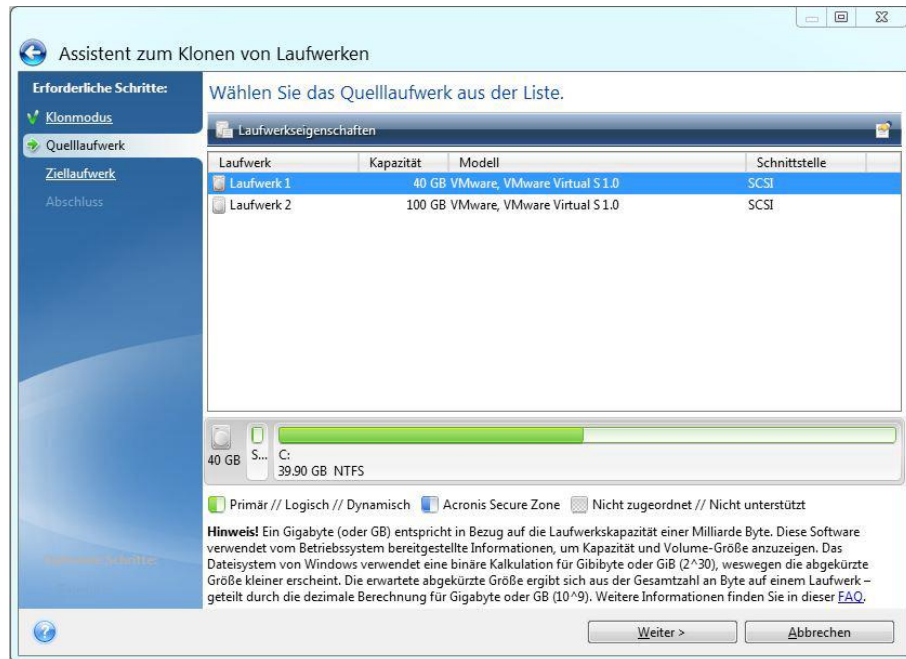 Assistent zum Klonen von Laufwerken
Erforderliche Schritte:
Klonmodus
Quelllaufwerk
Ziellaufwerk
Abschluss
Wählen Sie das Quelllaufwerk aus der Liste.
Laufwerkseigenschaften
Laufwerk Kapazität Modell Schnittstelle
Laufwerk 1 40 GB VMware, VMware Virtual S 1.0 SCSI
Laufwerk 2 100 GB VMware, VMware Virtual S 1.0 SCSI
40 GB S... C:
39.90 GB NTFS
Primär // Logisch // Dynamisch Acronis Secure Zone Nicht zugeordnet // Nicht unterstützt
Hinweis! Ein Gigabyte (oder GB) entspricht in Bezug auf die Laufwerkskapazität einer Milliarde Byte. Diese Software
verwendet vom Betriebssystem bereitgestellte Informationen, um Kapazität und Volume-Größe anzuzeigen. Das
Dateisystem von Windows verwendet eine binäre Kalkulation für Gibibyte oder GiB (2^30), weswegen die abgekürzte
Größe kleiner erscheint. Die erwartete abgekürzte Größe ergibt sich aus der Gesamtzahl an Byte auf einem Laufwerk –
geteilt durch die dezimale Berechnung für Gigabyte oder GB (10^9). Weitere Informationen finden Sie in dieser FAQ.
Weiter >
Abbrechen